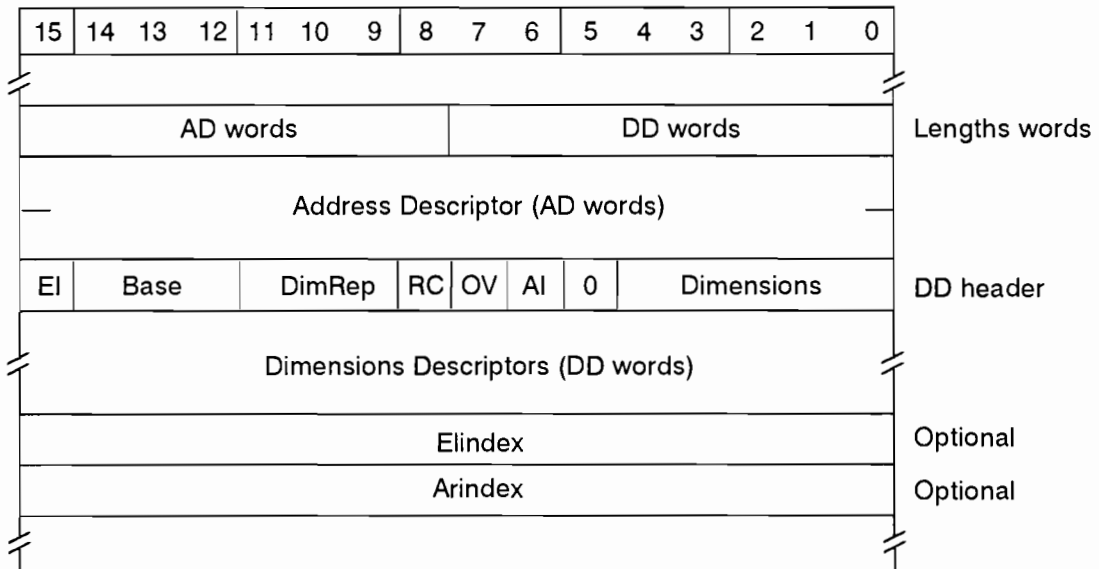 15 14 13 12 11 10 9 8 7 6 5 4 3 2 1 0
AD words DD words Lengths words
Address Descriptor (AD words)
EI Base DimRep RC OV AI 0 Dimensions DD header
Dimensions Descriptors (DD words)
Elindex Optional
Arindex Optional